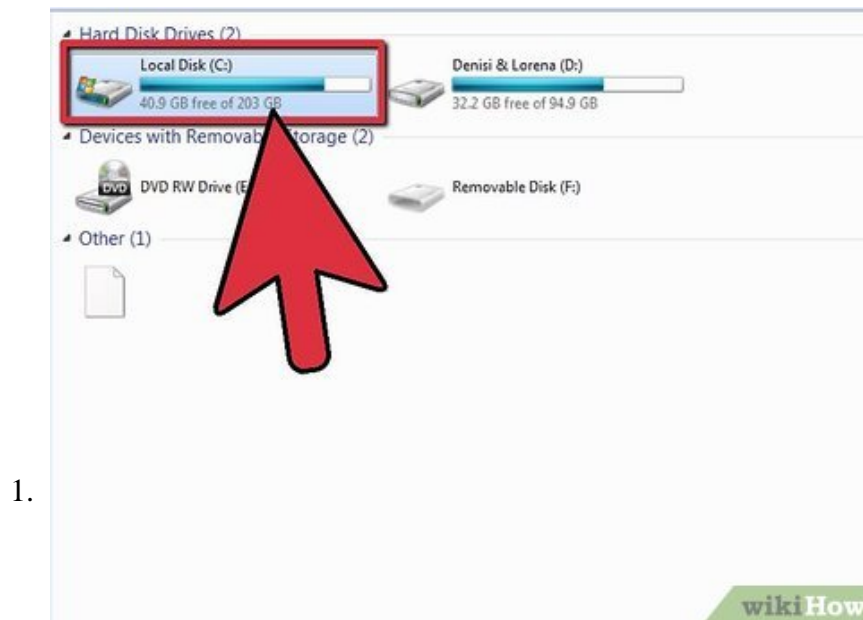 Hard Disk Drives (2)
Local Disk (C:)
40.9 GB free of 203 GB
Denisi & Lorena (D:)
32.2 GB free of 94.9 GB
Devices with Removable Storage (2)
DVD
DVD RW Drive (E
Removable Disk (F:)
Other (1)
1.
wikiHow